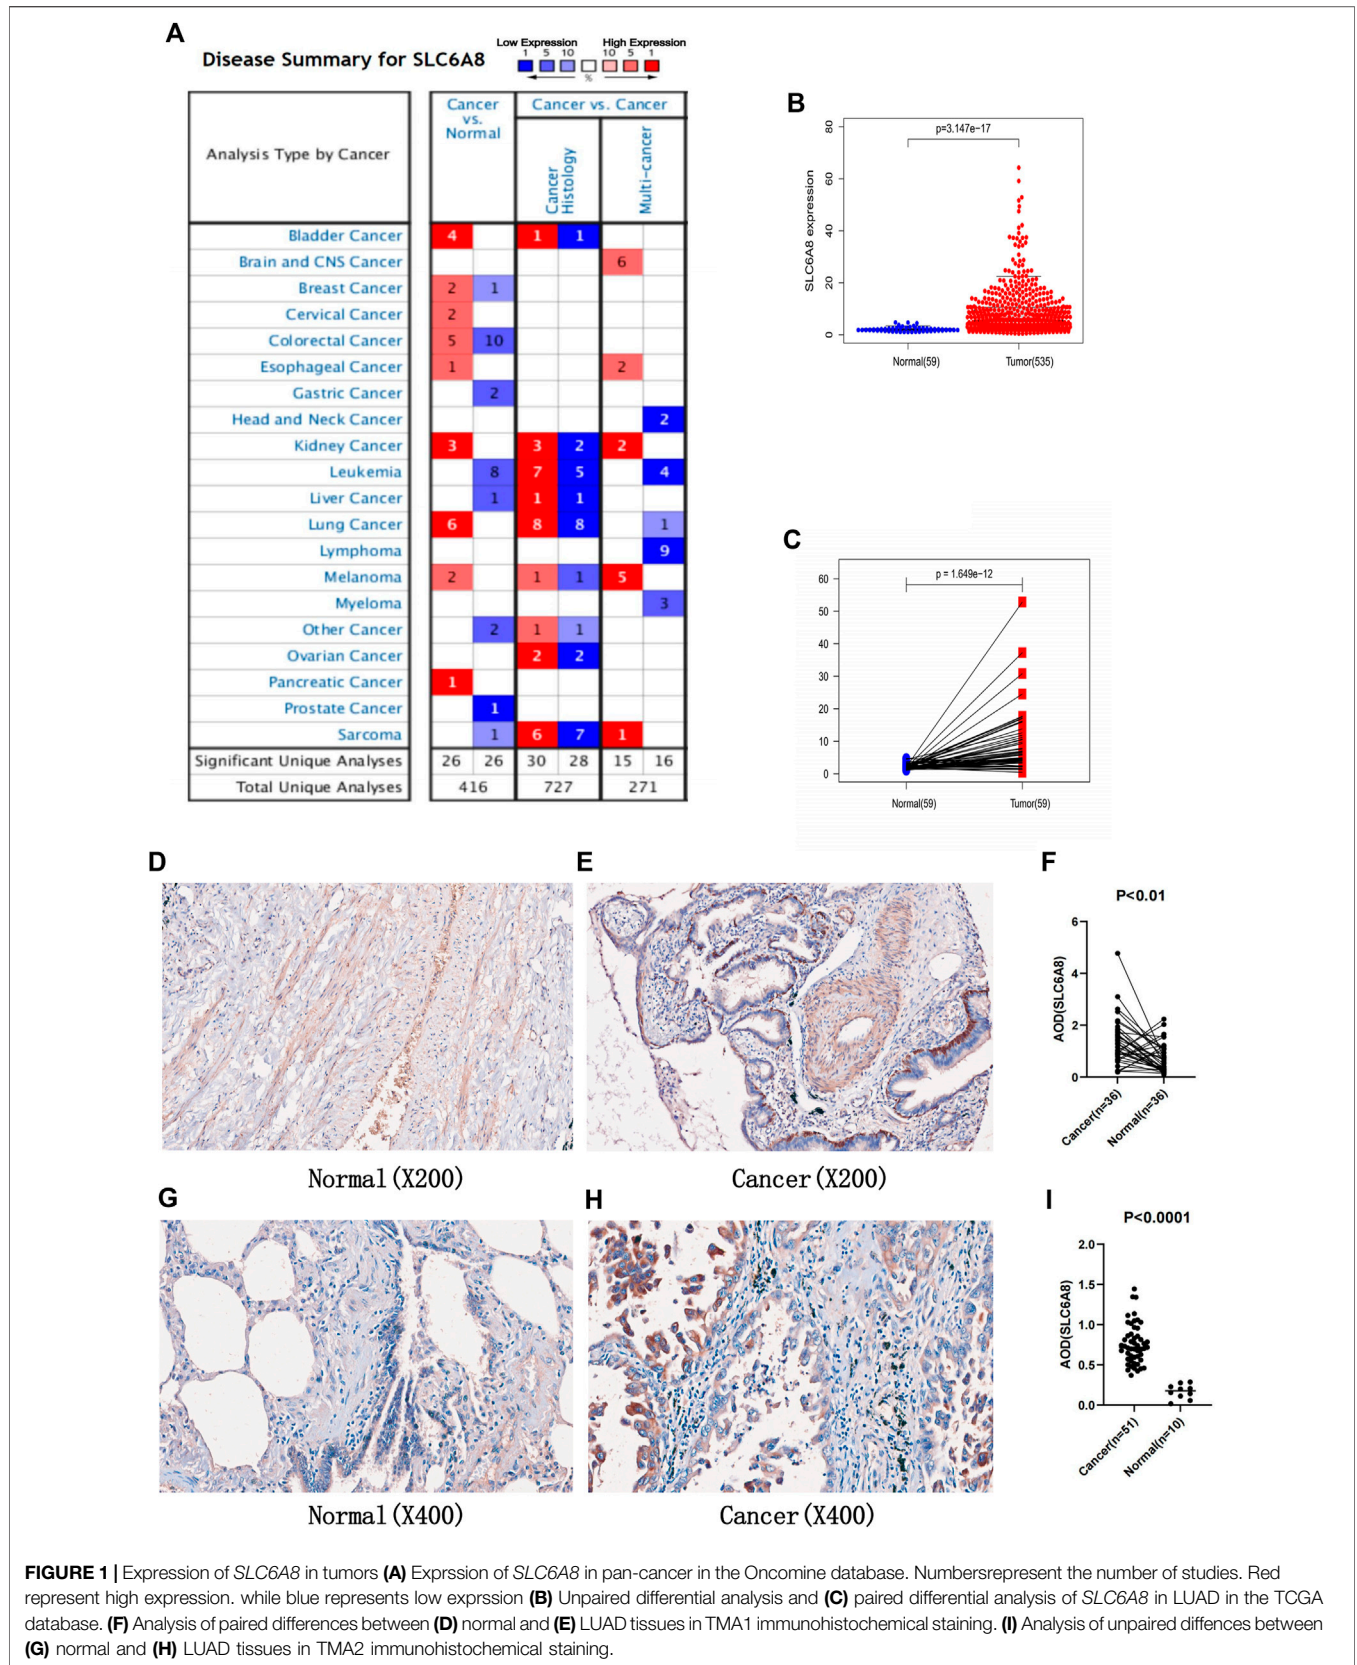 A
Disease Summary for SLC6A8
Low Expression High Expression
1 5 10 10 5 1
%
Analysis Type by Cancer
Cancer vs. Normal
Cancer vs. Cancer
Cancer Histology
Multi-cancer
Bladder Cancer 4 1 1
Brain and CNS Cancer 6
Breast Cancer 2 1
Cervical Cancer 2
Colorectal Cancer 5 10
Esophageal Cancer 1 2
Gastric Cancer 2
Head and Neck Cancer 2
Kidney Cancer 3 3 2 2
Leukemia 8 7 5 4
Liver Cancer 1 1 1
Lung Cancer 6 8 8 1
Lymphoma 9
Melanoma 2 1 1 5
Myeloma 3
Other Cancer 2 1 1
Ovarian Cancer 2 2
Pancreatic Cancer 1
Prostate Cancer 1
Sarcoma 1 6 7 1
Significant Unique Analyses 26 26 30 28 15 16
Total Unique Analyses 416 727 271
B
p=3.147e−17
SLC6A8 expression
80
60
40
20
0
Normal(59) Tumor(535)
C
p = 1.649e−12
60
50
40
30
20
10
0
Normal(59) Tumor(59)
D
Normal(X200)
E
Cancer(X200)
F
P<0.01
AOD(SLC6A8)
6
4
2
0
Cancer(n=36) Normal(n=36)
G
Normal(X400)
H
Cancer(X400)
I
P<0.0001
AOD(SLC6A8)
2.0
1.5
1.0
0.5
0.0
Cancer(n=51) Normal(n=10)
FIGURE 1 | Expression of SLC6A8 in tumors (A) Exprssion of SLC6A8 in pan-cancer in the Oncomine database. Numbersrepresent the number of studies. Red
represent high expression. while blue represents low exprssion (B) Unpaired differential analysis and (C) paired differential analysis of SLC6A8 in LUAD in the TCGA
database. (F) Analysis of paired differences between (D) normal and (E) LUAD tissues in TMA1 immunohistochemical staining. (I) Analysis of unpaired diffences between
(G) normal and (H) LUAD tissues in TMA2 immunohistochemical staining.